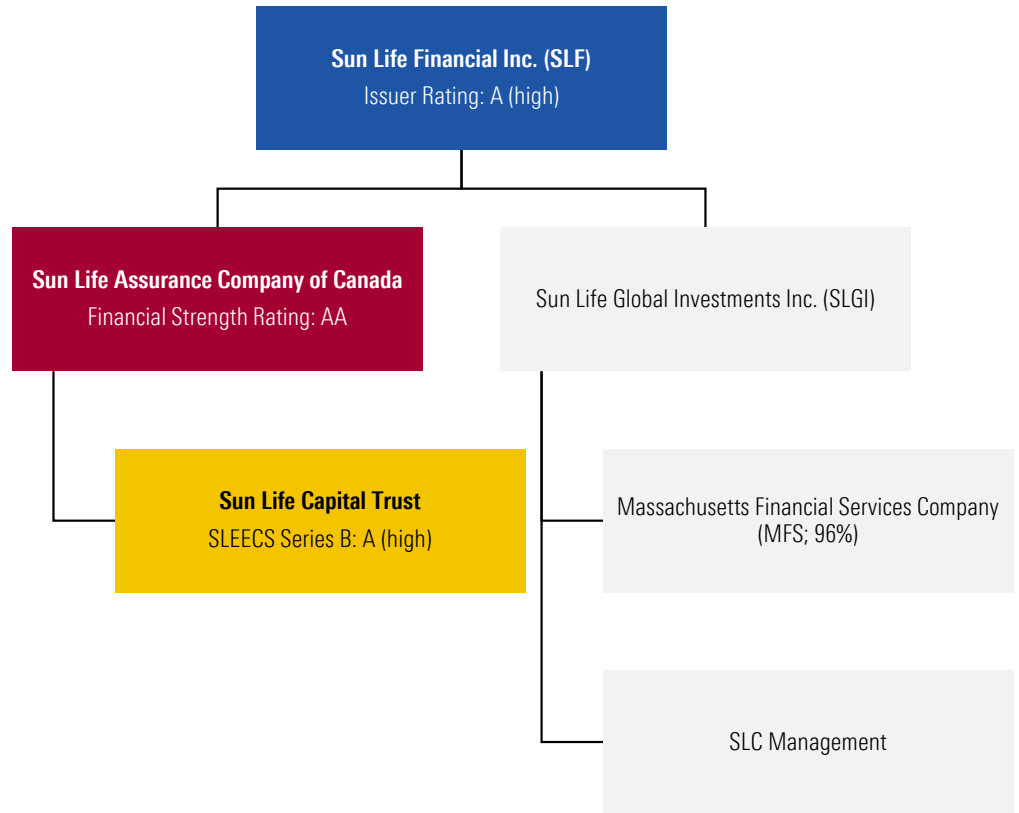 Sun Life Financial Inc. (SLF)
Issuer Rating: A (high)
Sun Life Assurance Company of Canada
Financial Strength Rating: AA
Sun Life Global Investments Inc. (SLGI)
Sun Life Capital Trust
SLEECS Series B: A (high)
Massachusetts Financial Services Company
(MFS; 96%)
SLC Management